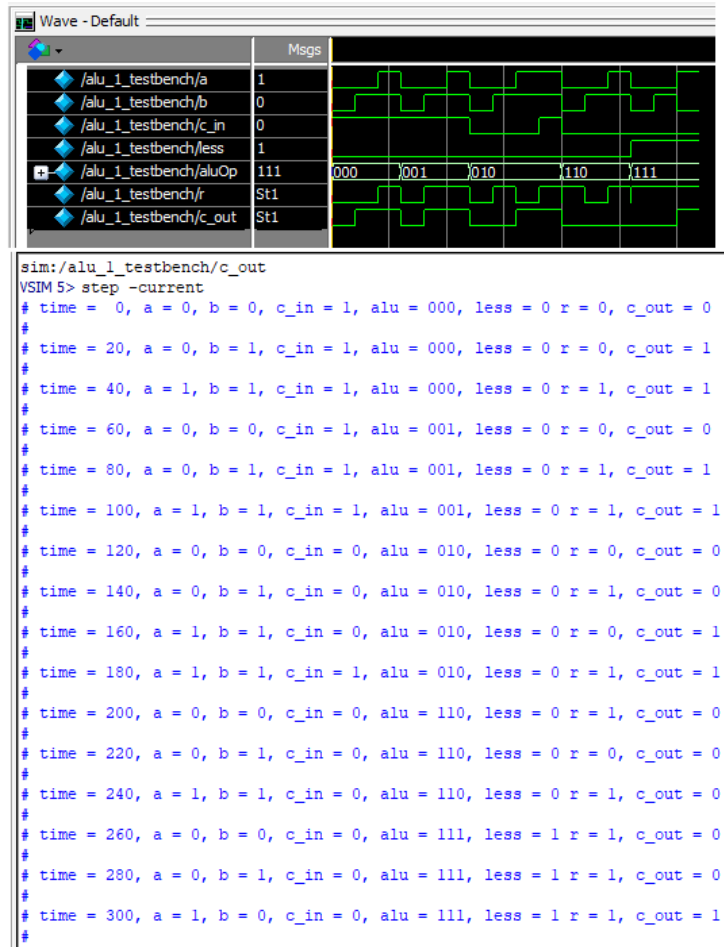 Wave - Default
Msgs
/alu_1_testbench/a 1
/alu_1_testbench/b 0
/alu_1_testbench/c_in 0
/alu_1_testbench/less 1
/alu_1_testbench/aluOp 111 000 001 010 110 111
/alu_1_testbench/r St1
/alu_1_testbench/c_out St1
sim:/alu_1_testbench/c_out
VSIM 5> step -current
# time =   0, a = 0, b = 0, c_in = 1, alu = 000, less = 0 r = 0, c_out = 0
#
# time = 20, a = 0, b = 1, c_in = 1, alu = 000, less = 0 r = 0, c_out = 1
#
# time = 40, a = 1, b = 1, c_in = 1, alu = 000, less = 0 r = 1, c_out = 1
#
# time = 60, a = 0, b = 0, c_in = 1, alu = 001, less = 0 r = 0, c_out = 0
#
# time = 80, a = 0, b = 1, c_in = 1, alu = 001, less = 0 r = 1, c_out = 1
#
# time = 100, a = 1, b = 1, c_in = 1, alu = 001, less = 0 r = 1, c_out = 1
#
# time = 120, a = 0, b = 0, c_in = 0, alu = 010, less = 0 r = 0, c_out = 0
#
# time = 140, a = 0, b = 1, c_in = 0, alu = 010, less = 0 r = 1, c_out = 0
#
# time = 160, a = 1, b = 1, c_in = 0, alu = 010, less = 0 r = 0, c_out = 1
#
# time = 180, a = 1, b = 1, c_in = 1, alu = 010, less = 0 r = 1, c_out = 1
#
# time = 200, a = 0, b = 0, c_in = 0, alu = 110, less = 0 r = 1, c_out = 0
#
# time = 220, a = 0, b = 1, c_in = 0, alu = 110, less = 0 r = 0, c_out = 0
#
# time = 240, a = 1, b = 1, c_in = 0, alu = 110, less = 0 r = 1, c_out = 0
#
# time = 260, a = 0, b = 0, c_in = 0, alu = 111, less = 1 r = 1, c_out = 0
#
# time = 280, a = 0, b = 1, c_in = 0, alu = 111, less = 1 r = 1, c_out = 0
#
# time = 300, a = 1, b = 0, c_in = 0, alu = 111, less = 1 r = 1, c_out = 1
#